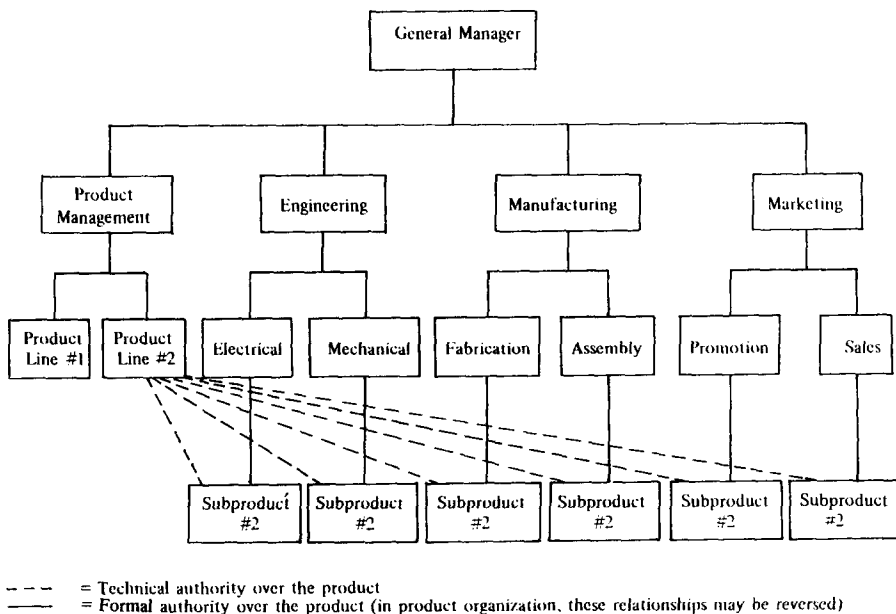 General Manager
Product
Management
Engineering
Manufacturing
Marketing
Product
Line #1
Product
Line #2
Electrical
Mechanical
Fabrication
Assembly
Promotion
Sales
Subproduct
#2
Subproduct
#2
Subproduct
#2
Subproduct
#2
Subproduct
#2
Subproduct
#2
= Technical authority over the product
= Formal authority over the product (in product organization, these relationships may be reversed)